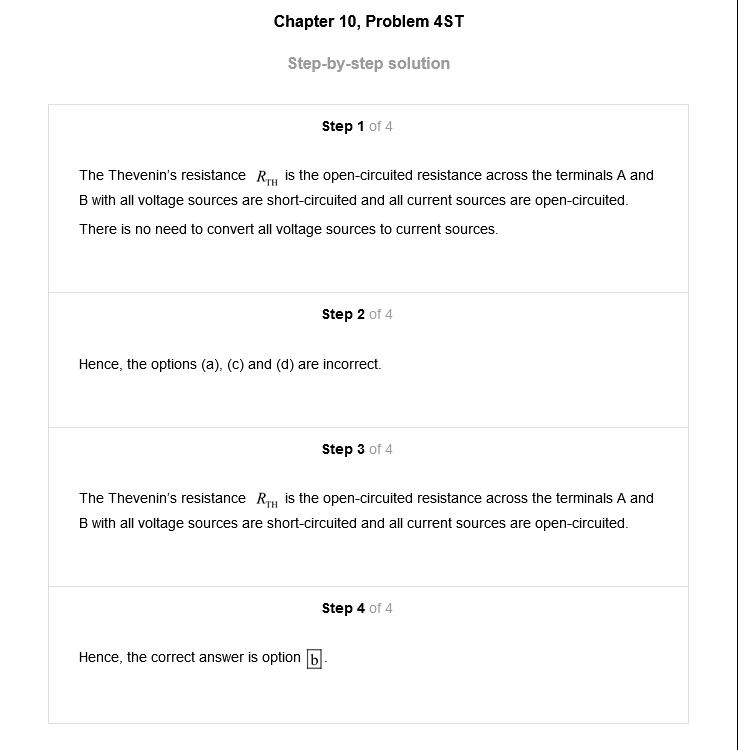 Chapter 10, Problem 4ST
Step-by-step solution
Step 1 of 4
The Thevenin's resistance R_TH is the open-circuited resistance across the terminals A and
B with all voltage sources are short-circuited and all current sources are open-circuited.
There is no need to convert all voltage sources to current sources.
Step 2 of 4
Hence, the options (a), (c) and (d) are incorrect.
Step 3 of 4
The Thevenin's resistance R_TH is the open-circuited resistance across the terminals A and
B with all voltage sources are short-circuited and all current sources are open-circuited.
Step 4 of 4
Hence, the correct answer is option b.